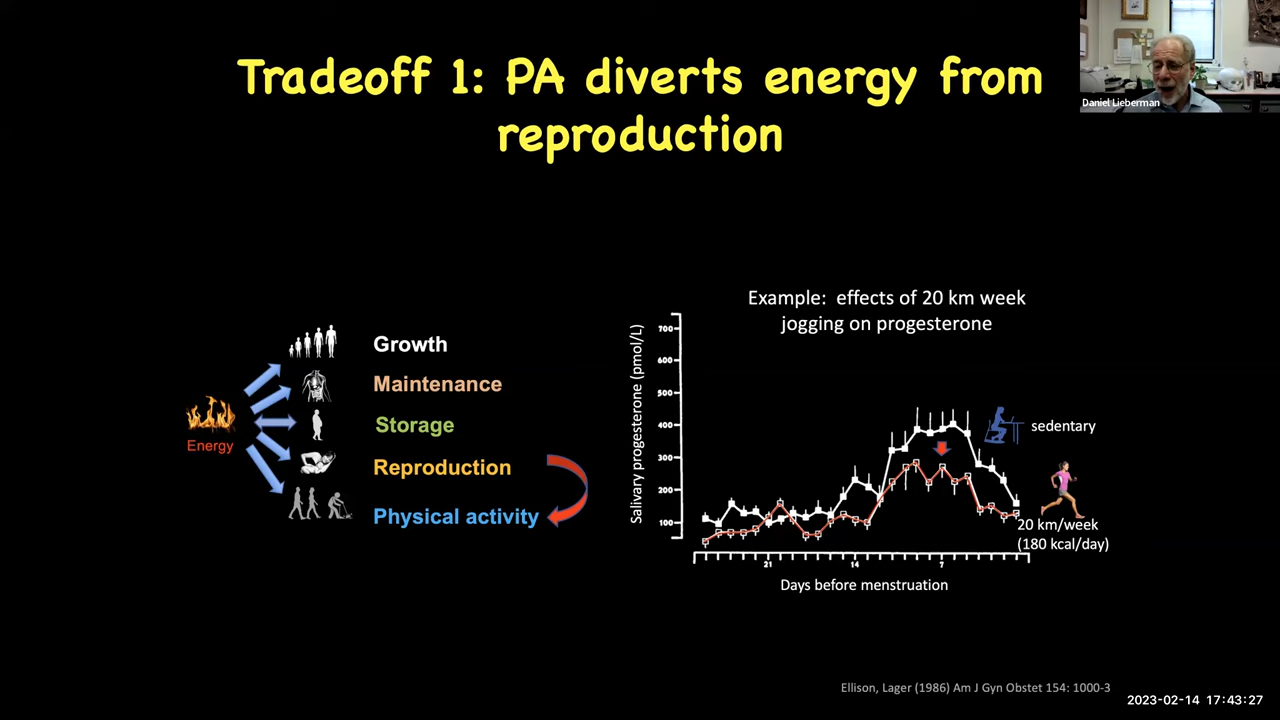 Tradeoff 1: PA diverts energy from
reproduction
Daniel Lieberman
Energy
Growth
Maintenance
Storage
Reproduction
Physical activity
Example: effects of 20 km week
jogging on progesterone
Salivary progesterone (pmol/L)
700
600
500
400
300
200
100
21
14
7
Days before menstruation
sedentary
20 km/week
(180 kcal/day)
Ellison, Lager (1986) Am J Gyn Obstet 154: 1000-3
2023-02-14 17:43:27